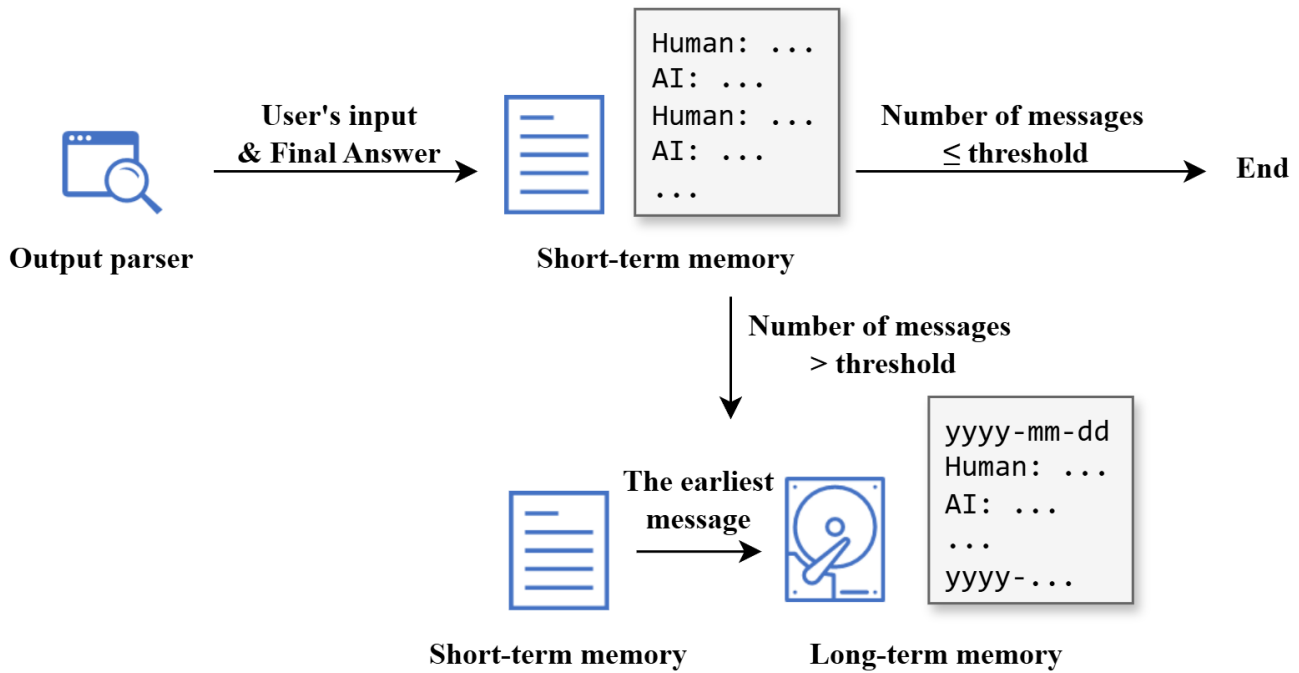 Human: ...
AI: ...
Human: ...
AI: ...
...
User's input
& Final Answer
Number of messages
≤ threshold
End
Output parser
Short-term memory
Number of messages
> threshold
yyyy-mm-dd
Human: ...
AI: ...
...
yyyy-...
The earliest
message
Short-term memory
Long-term memory